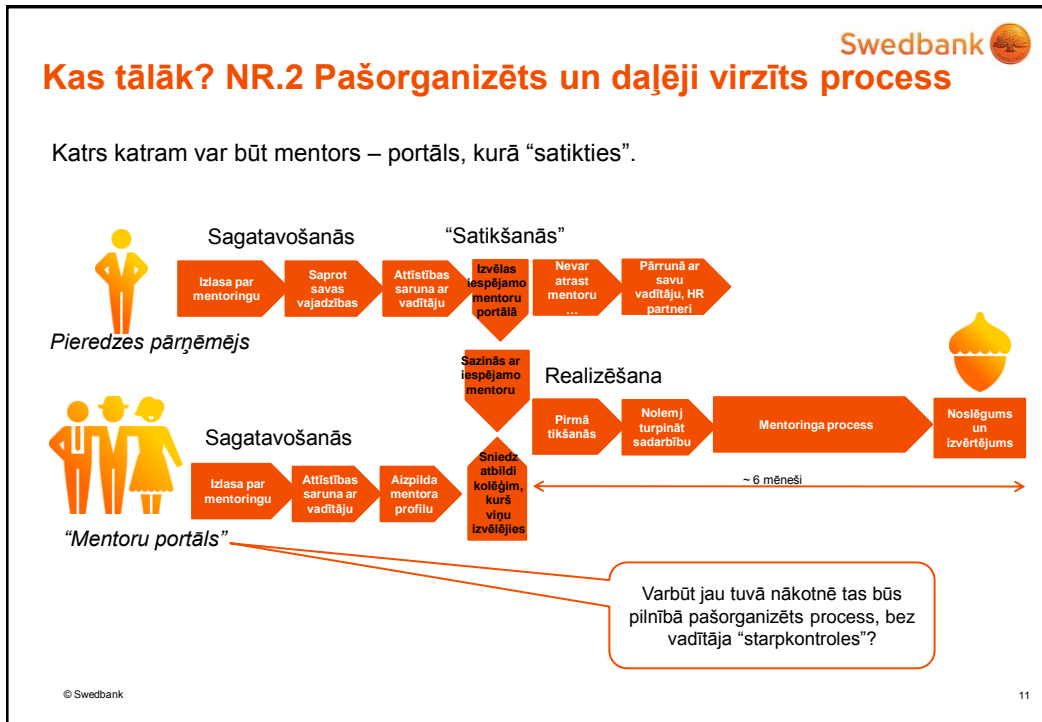 Swedbank
Kas tālāk? NR.2 Pašorganizēts un daļēji virzīts process
Katrs katram var būt mentors – portāls, kurā “satikties”.
Sagatavošanās
“Satikšanās”
Izlasa par
mentoringu
Saprot
savas
vajadzības
Attīstības
saruna ar
vadītāju
Izvēlas
iespējamo
mentoru
portālā
Nevar
atrast
mentoru
…
Pārrunā ar
savu
vadītāju, HR
partneri
Pieredzes pārņēmējs
Sazinās ar
iespējamo
mentoru
Realizēšana
Pirmā
tikšanās
Nolemj
turpināt
sadarbību
Mentoringa process
Noslēgums
un
izvērtējums
Sagatavošanās
Izlasa par
mentoringu
Attīstības
saruna ar
vadītāju
Aizpilda
mentora
profilu
Sniedz
atbildi
kolēģim,
kurš
viņu
izvēlējies
~ 6 mēneši
“Mentoru portāls”
Varbūt jau tuvā nākotnē tas būs
pilnībā pašorganizēts process, bez
vadītāja “starpkontroles”?
© Swedbank
11